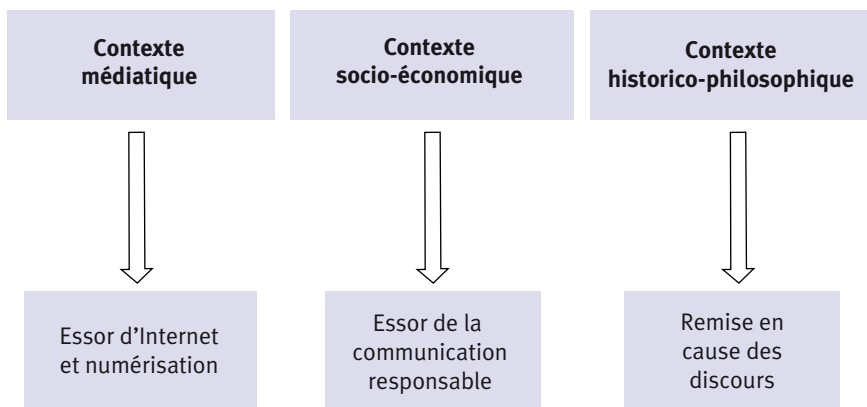 Contexte
médiatique
Contexte
socio-économique
Contexte
historico-philosophique
Essor d’Internet
et numérisation
Essor de la
communication
responsable
Remise en
cause des
discours